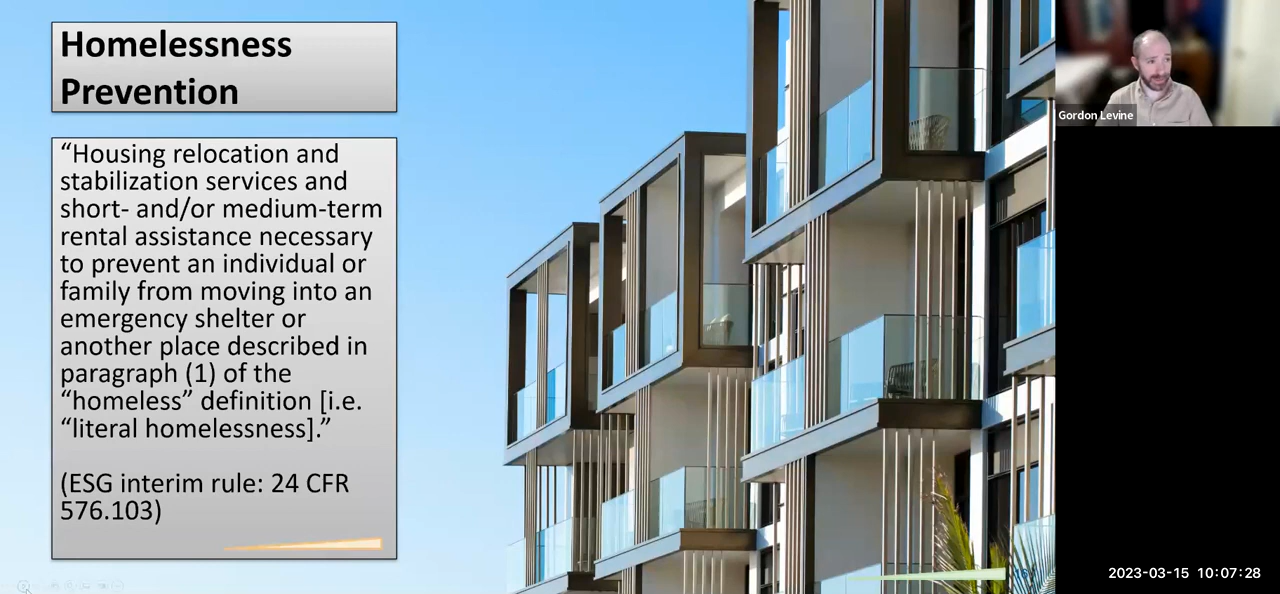 Homelessness
Prevention
“Housing relocation and
stabilization services and
short- and/or medium-term
rental assistance necessary
to prevent an individual or
family from moving into an
emergency shelter or
another place described in
paragraph (1) of the
“homeless” definition [i.e.
“literal homelessness].”
(ESG interim rule: 24 CFR
576.103)
Gordon Levine
2023-03-15 10:07:28